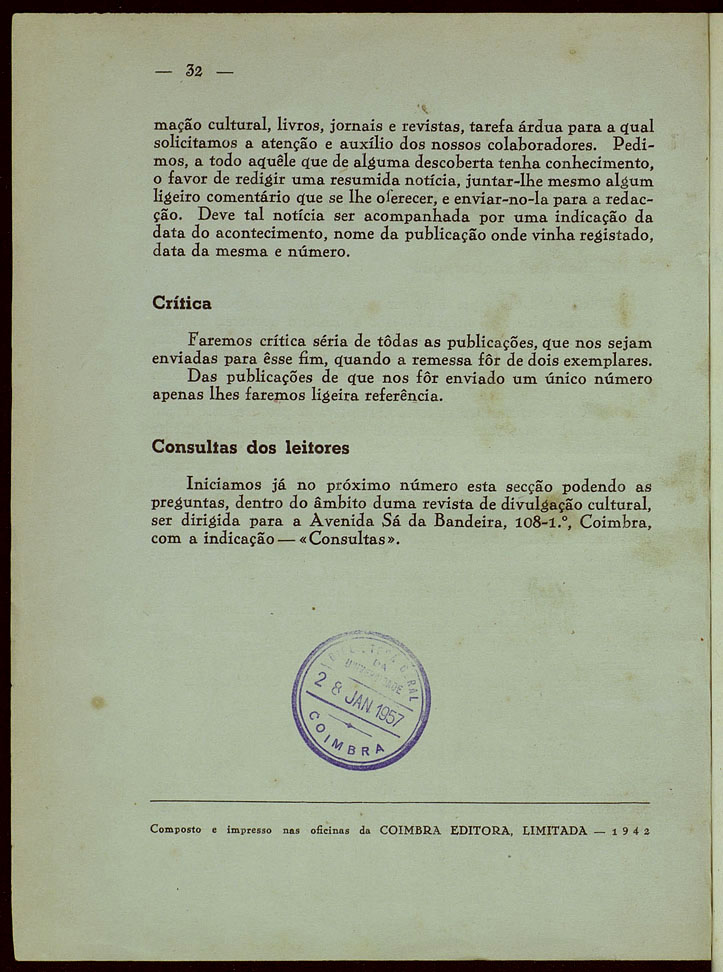 — 32 —
mação cultural, livros, jornais e revistas, tarefa árdua para a qual
solicitamos a atenção e auxílio dos nossos colaboradores. Pedi-
mos, a todo aquêle que de alguma descoberta tenha conhecimento,
o favor de redigir uma resumida notícia, juntar-lhe mesmo algum
ligeiro comentário que se lhe oferecer, e enviar-no-la para a redac-
ção. Deve tal notícia ser acompanhada por uma indicação da
data do acontecimento, nome da publicação onde vinha registado,
data da mesma e número.
Crítica
Faremos crítica séria de tôdas as publicações, que nos sejam
enviadas para êsse fim, quando a remessa fôr de dois exemplares.
Das publicações de que nos fôr enviado um único número
apenas lhes faremos ligeira referência.
Consultas dos leitores
Iniciamos já no próximo número esta secção podendo as
preguntas, dentro do âmbito duma revista de divulgação cultural,
ser dirigida para a Avenida Sá da Bandeira, 108-1.º, Coimbra,
com a indicação — «Consultas».
DA
28 JAN 1957
COIMBRA
Composto e impresso nas oficinas da COIMBRA EDITORA, LIMITADA — 1942